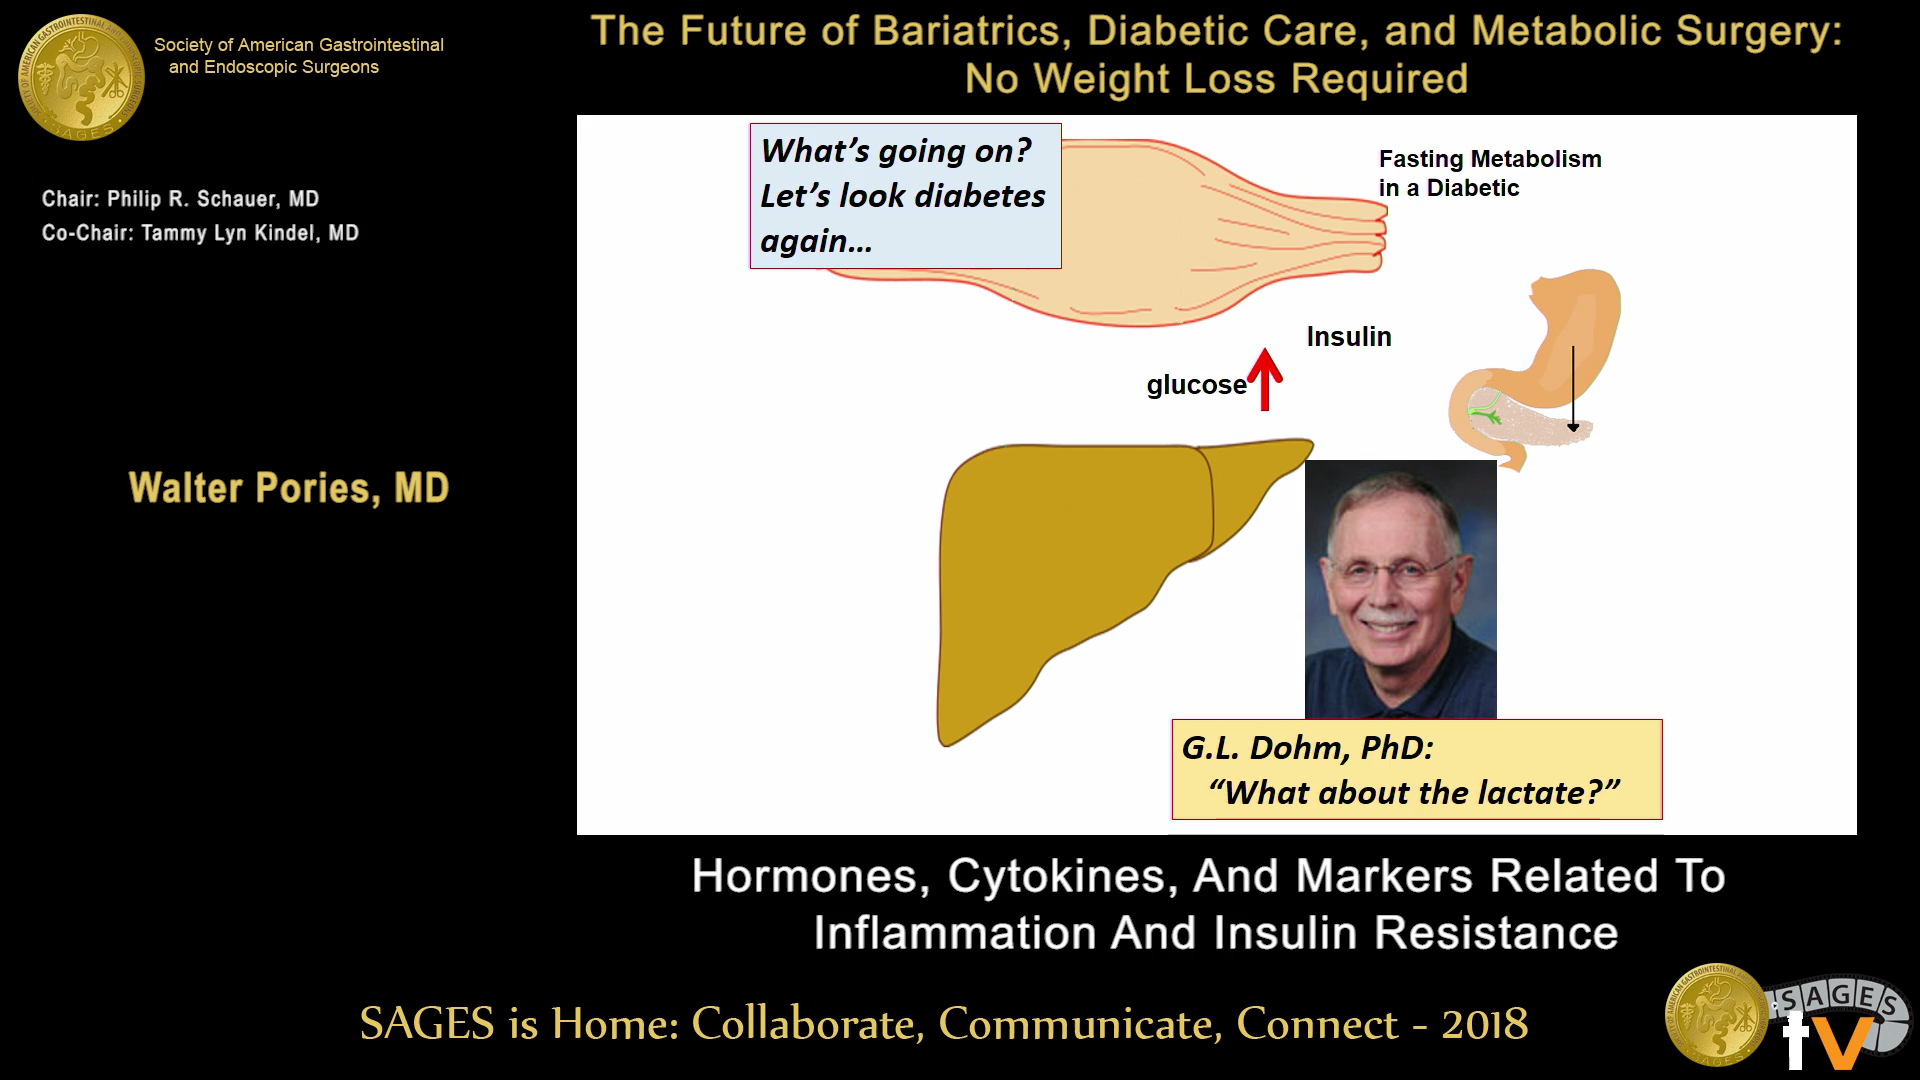 Society of American Gastrointestinal
and Endoscopic Surgeons
The Future of Bariatrics, Diabetic Care, and Metabolic Surgery:
No Weight Loss Required
Chair: Philip R. Schauer, MD
Co-Chair: Tammy Lyn Kindel, MD
Walter Pories, MD
What's going on?
Let's look diabetes
again...
Fasting Metabolism
in a Diabetic
Insulin
glucose
G.L. Dohm, PhD:
“What about the lactate?”
Hormones, Cytokines, And Markers Related To
Inflammation And Insulin Resistance
SAGES is Home: Collaborate, Communicate, Connect - 2018
SAGES
tv
SAGES